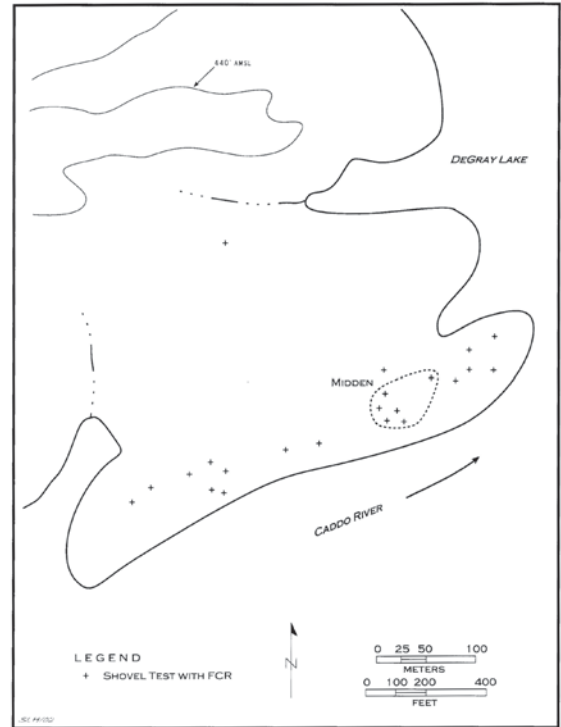 440' AMSL
DEGRAY LAKE
MIDDEN
CADDO RIVER
N
LEGEND
+ SHOVEL TEST WITH FCR
0 25 50 100
METERS
0 100 200 400
FEET